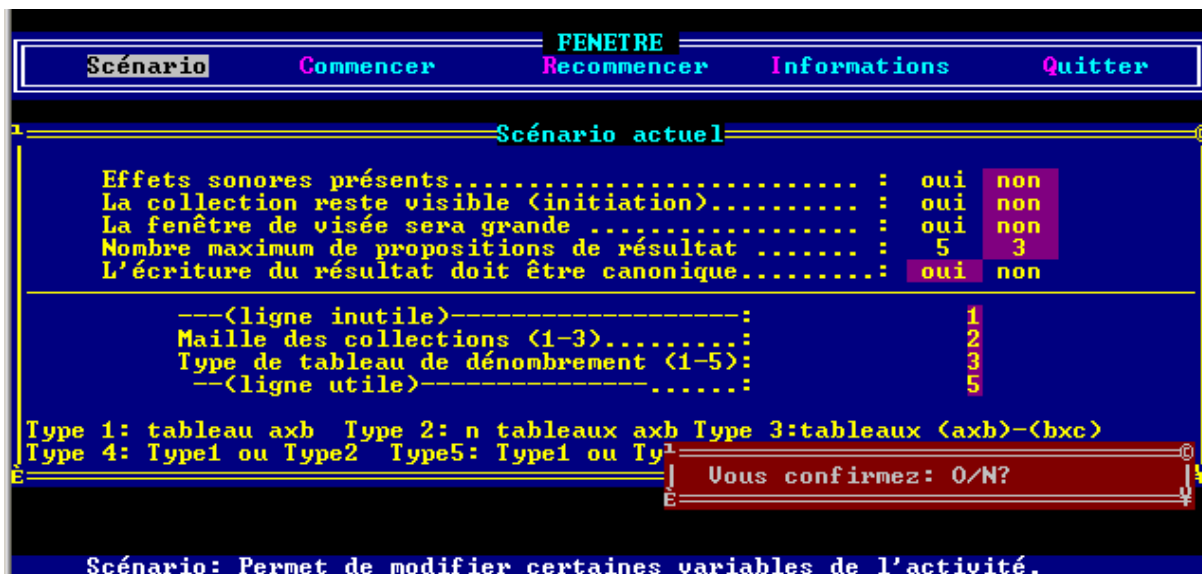 FENETRE
Scénario Commencer Recommencer Informations Quitter
Scénario actuel
Effets sonores présents........................... : oui non
La collection reste visible (initiation).......... : oui non
La fenêtre de visée sera grande .................. : oui non
Nombre maximum de propositions de résultat ....... : 5 3
L'écriture du résultat doit être canonique.........: oui non
---(ligne inutile)-------------------: 1
Maille des collections (1-3).........: 2
Type de tableau de dénombrement (1-5): 3
--(ligne utile)----------------......: 5
Type 1: tableau axb Type 2: n tableaux axb Type 3:tableaux (axb)-(bxc)
Type 4: Type1 ou Type2 Type5: Type1 ou Ty
Vous confirmez: O/N?
Scénario: Permet de modifier certaines variables de l'activité.